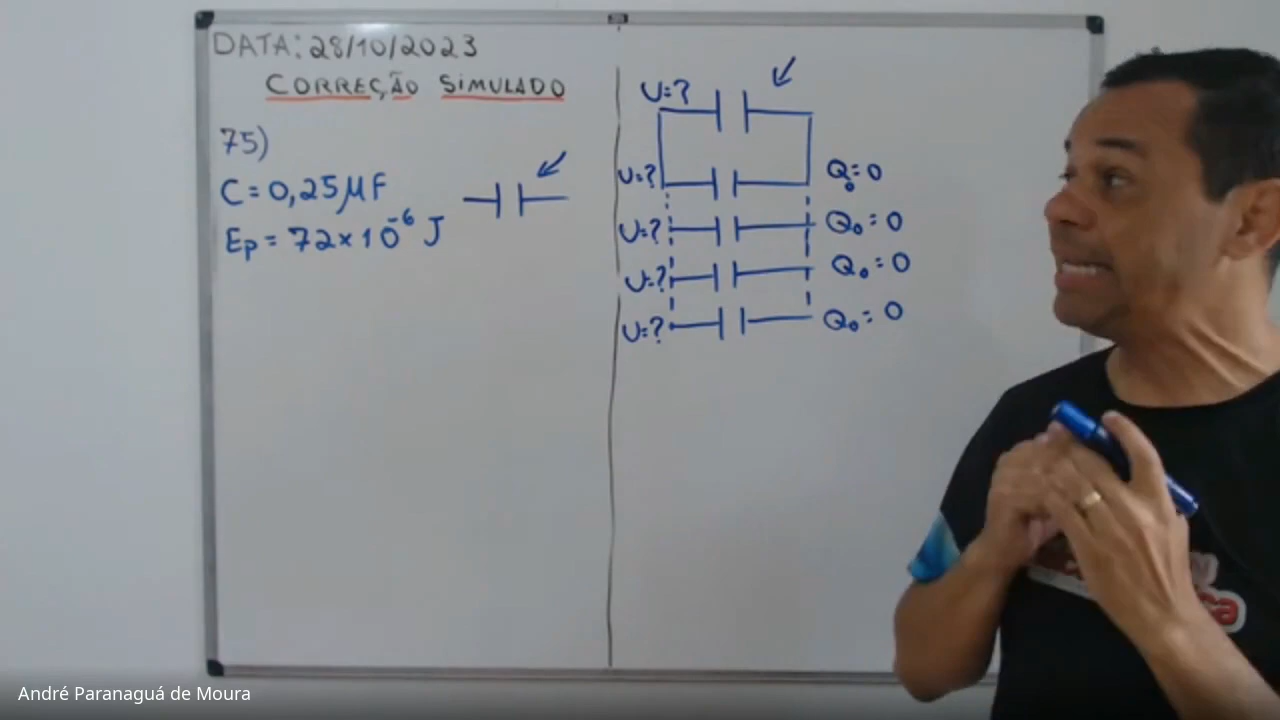 DATA: 28/10/2023
CORREÇÃO SIMULADO
75)
C = 0,25 μF
Ep = 72 × 10⁻⁶ J
U=?
U=? Q₀=0
U=? Q₀=0
U=? Q₀=0
U=? Q₀=0
André Paranaguá de Moura